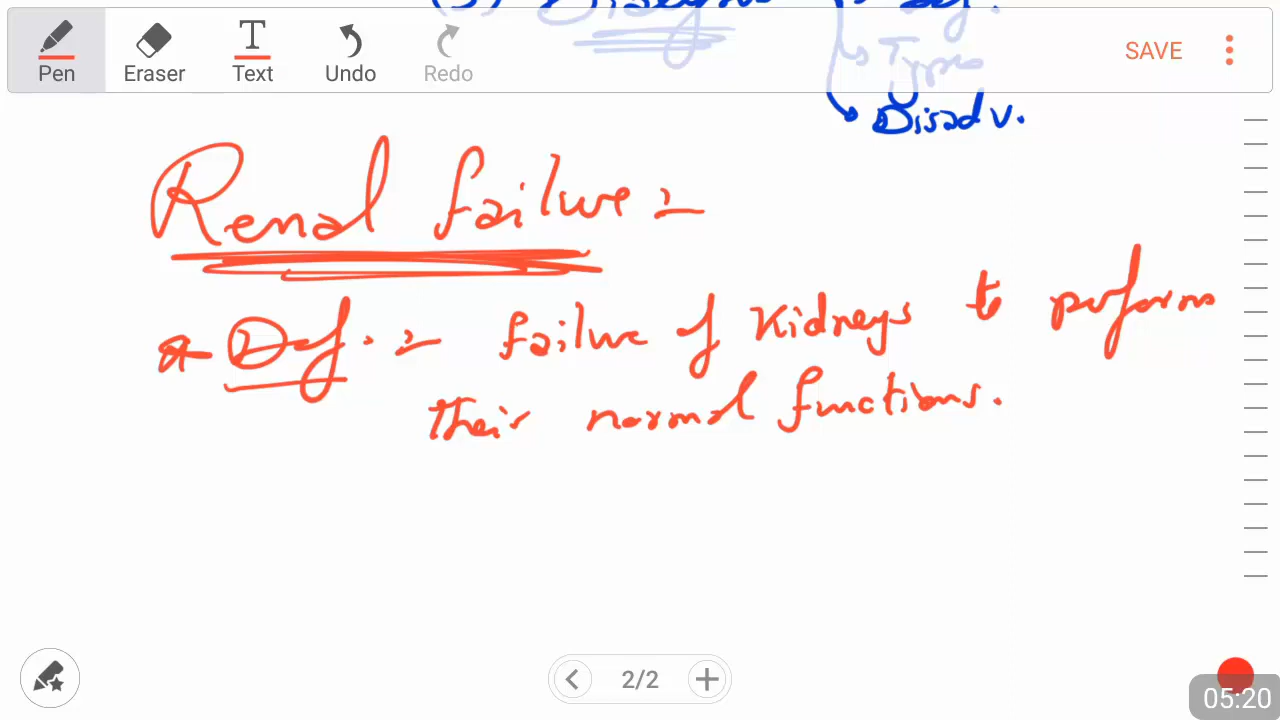 Pen
Eraser
Text
Undo
Redo
SAVE
Types
Disadv.
Renal failure :-
* Def. :- failure of kidneys to perform
their normal functions.
2/2
05:20